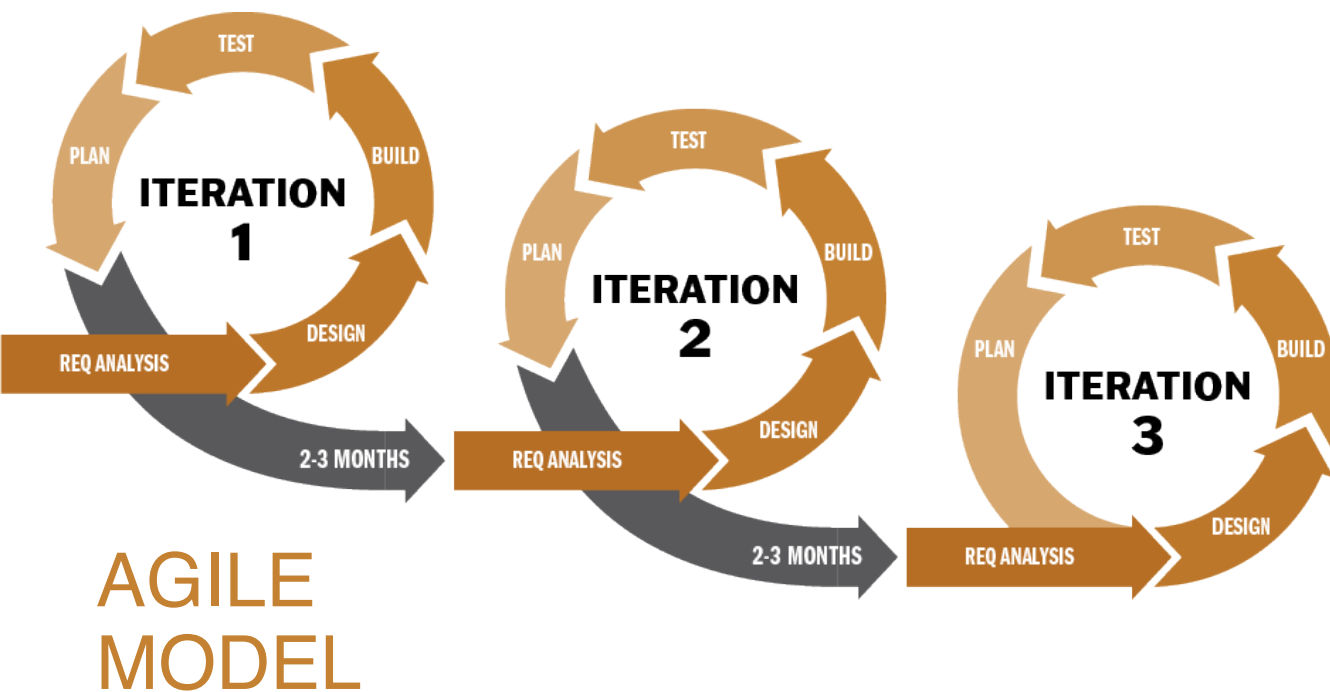 TEST
PLAN
BUILD
ITERATION
1
DESIGN
REQ ANALYSIS
2-3 MONTHS
TEST
PLAN
BUILD
ITERATION
2
DESIGN
REQ ANALYSIS
2-3 MONTHS
TEST
PLAN
BUILD
ITERATION
3
DESIGN
REQ ANALYSIS
AGILE
MODEL